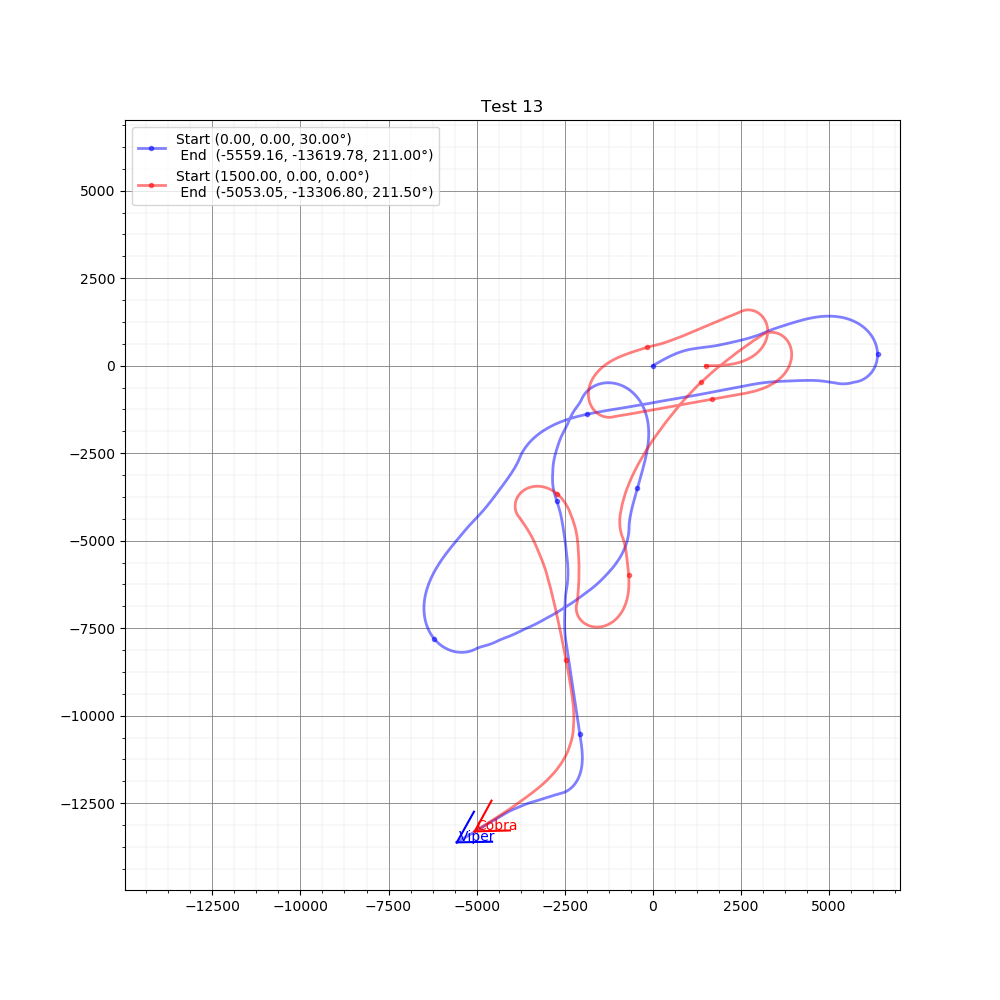 Test 13
Start (0.00, 0.00, 30.00°)
End (-5559.16, -13619.78, 211.00°)
Start (1500.00, 0.00, 0.00°)
End (-5053.05, -13306.80, 211.50°)
5000
2500
0
−2500
−5000
−7500
−10000
−12500
Cobra
Viper
−12500 −10000 −7500 −5000 −2500 0 2500 5000